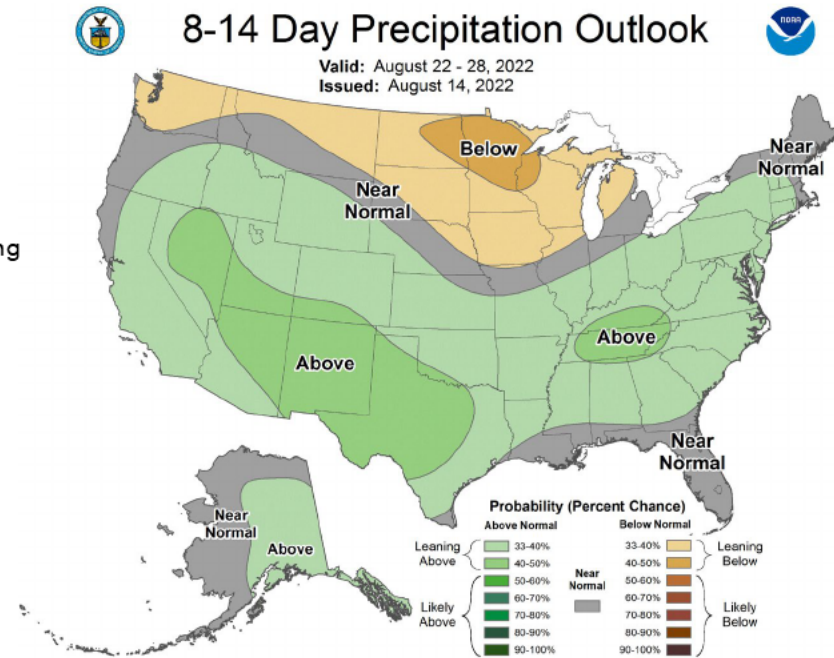 8-14 Day Precipitation Outlook
NOAA
Valid: August 22 - 28, 2022
Issued: August 14, 2022
ng
Below
Near
Normal
Near
Normal
Above
Above
Near
Normal
Near
Normal
Above
Probability (Percent Chance)
Above Normal
Below Normal
Leaning
Above
33-40%
40-50%
Likely
Above
50-60%
60-70%
70-80%
80-90%
90-100%
Near
Normal
33-40%
40-50%
Leaning
Below
50-60%
60-70%
70-80%
80-90%
90-100%
Likely
Below